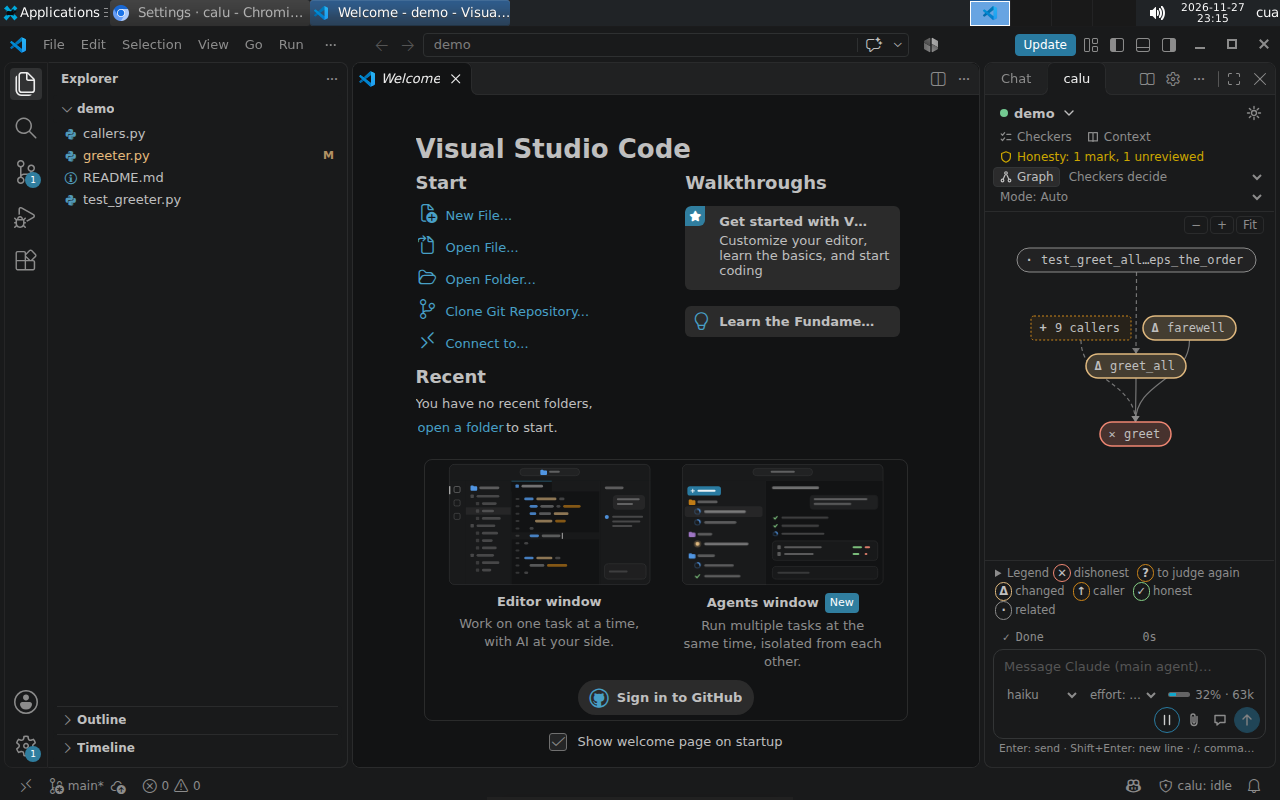 Applications
Settings · calu - Chromi...
Welcome - demo - Visua...
2026-11-27
23:15
cua
File
Edit
Selection
View
Go
Run
demo
Update
Explorer
demo
callers.py
greeter.py
M
README.md
test_greeter.py
Outline
Timeline
1
1
Welcome
Visual Studio Code
Start
New File...
Open File...
Open Folder...
Clone Git Repository...
Connect to...
Recent
You have no recent folders,
open a folder to start.
Walkthroughs
Get started with V...
Customize your editor,
learn the basics, and start
coding
Learn the Fundame...
Editor window
Work on one task at a time,
with AI at your side.
Agents window New
Run multiple tasks at the
same time, isolated from each
other.
Sign in to GitHub
Show welcome page on startup
Chat
calu
demo
Checkers
Context
Honesty: 1 mark, 1 unreviewed
Graph
Checkers decide
Mode: Auto
− + Fit
· test_greet_all…eps_the_order
+ 9 callers
Δ farewell
Δ greet_all
× greet
Legend × dishonest ? to judge again
Δ changed ↑ caller ✓ honest
· related
✓ Done 0s
Message Claude (main agent)...
haiku
effort: ...
32% · 63k
Enter: send · Shift+Enter: new line · /: comma...
main*
0
0
calu: idle